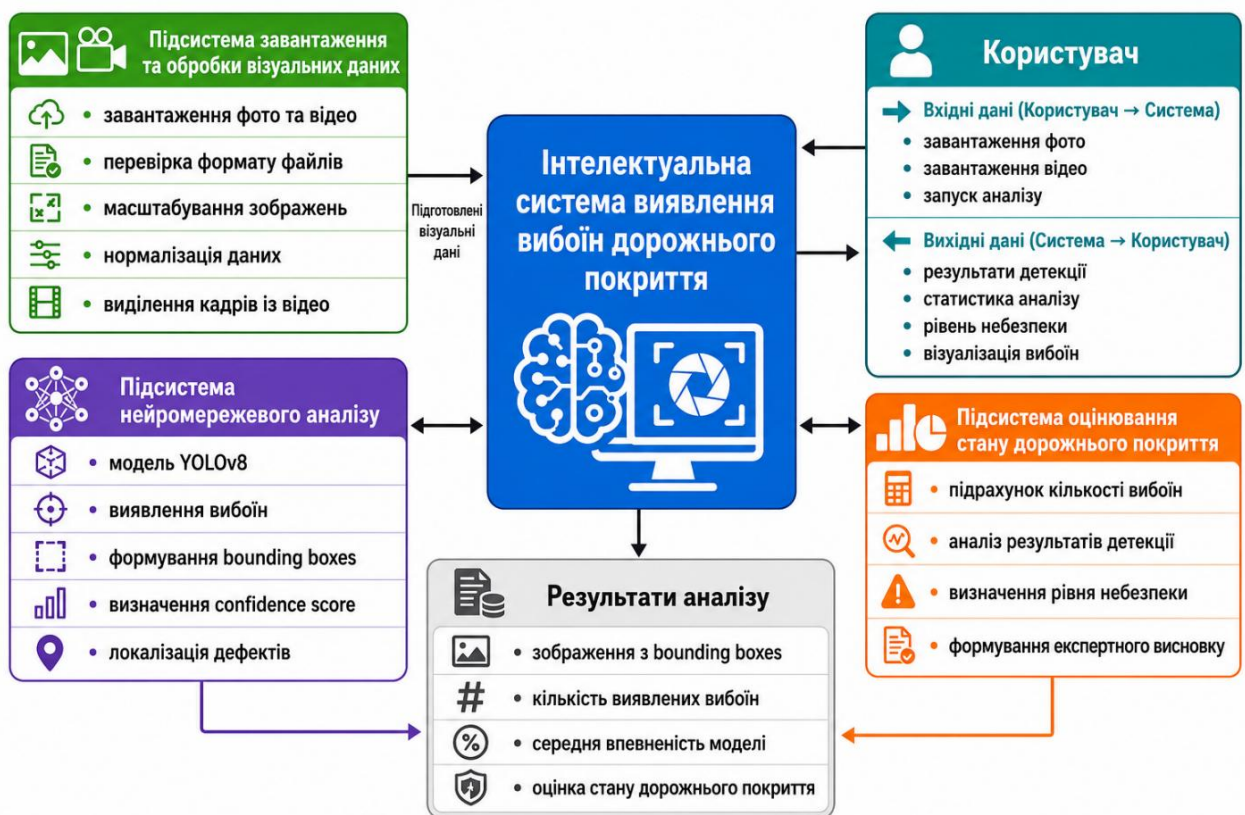 Підсистема завантаження
та обробки візуальних даних
• завантаження фото та відео
• перевірка формату файлів
• масштабування зображень
• нормалізація даних
• виділення кадрів із відео
Підготовлені
візуальні
дані
Інтелектуальна
система виявлення
вибоїн дорожнього
покриття
Користувач
Вхідні дані (Користувач → Система)
• завантаження фото
• завантаження відео
• запуск аналізу
Вихідні дані (Система → Користувач)
• результати детекції
• статистика аналізу
• рівень небезпеки
• візуалізація вибоїн
Підсистема
нейромережевого аналізу
• модель YOLOv8
• виявлення вибоїн
• формування bounding boxes
• визначення confidence score
• локалізація дефектів
Підсистема оцінювання
стану дорожнього покриття
• підрахунок кількості вибоїн
• аналіз результатів детекції
• визначення рівня небезпеки
• формування експертного висновку
Результати аналізу
• зображення з bounding boxes
# • кількість виявлених вибоїн
% • середня впевненість моделі
• оцінка стану дорожнього покриття